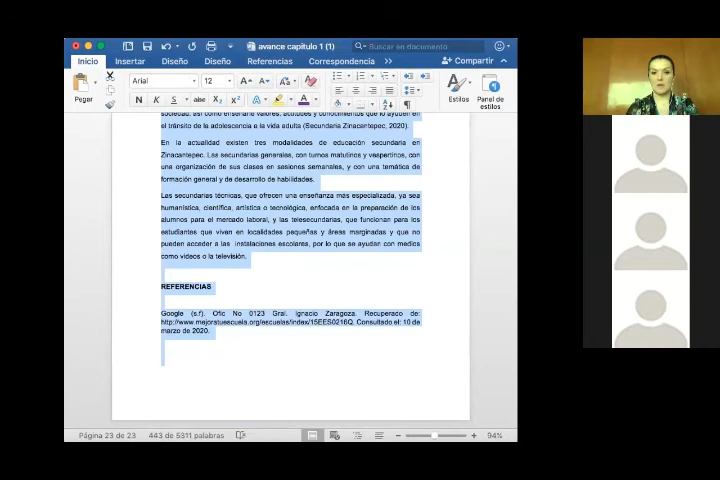 avance capitulo 1 (1)
Buscar en documento
Inicio Insertar Diseño Diseño Referencias Correspondencia Compartir
Pegar
Arial 12
N K S abc X₂ X²
Estilos
Panel de estilos
sociedad, así como enseñarle valores, actitudes y conocimientos que lo ayuden en
el tránsito de la adolescencia a la vida adulta (Secundaria Zinacantepec, 2020).
En la actualidad existen tres modalidades de educación secundaria en
Zinacantepec. Las secundarias generales, con turnos matutinos y vespertinos, con
una organización de sus clases en sesiones semanales, y con una temática de
formación general y de desarrollo de habilidades.
Las secundarias técnicas, que ofrecen una enseñanza más especializada, ya sea
humanística, científica, artística o tecnológica, enfocada en la preparación de los
alumnos para el mercado laboral, y las telesecundarias, que funcionan para los
estudiantes que viven en localidades pequeñas y áreas marginadas y que no
pueden acceder a las instalaciones escolares, por lo que se ayudan con medios
como videos o la televisión.
REFERENCIAS
Google (s.f). Ofic No 0123 Gral. Ignacio Zaragoza. Recuperaco de:
http://www.majoratuescuela.org/escuelas/index/15EES0216Q. Consultado el: 10 de
marzo de 2020.
Página 23 de 23 443 de 5311 palabras 94%